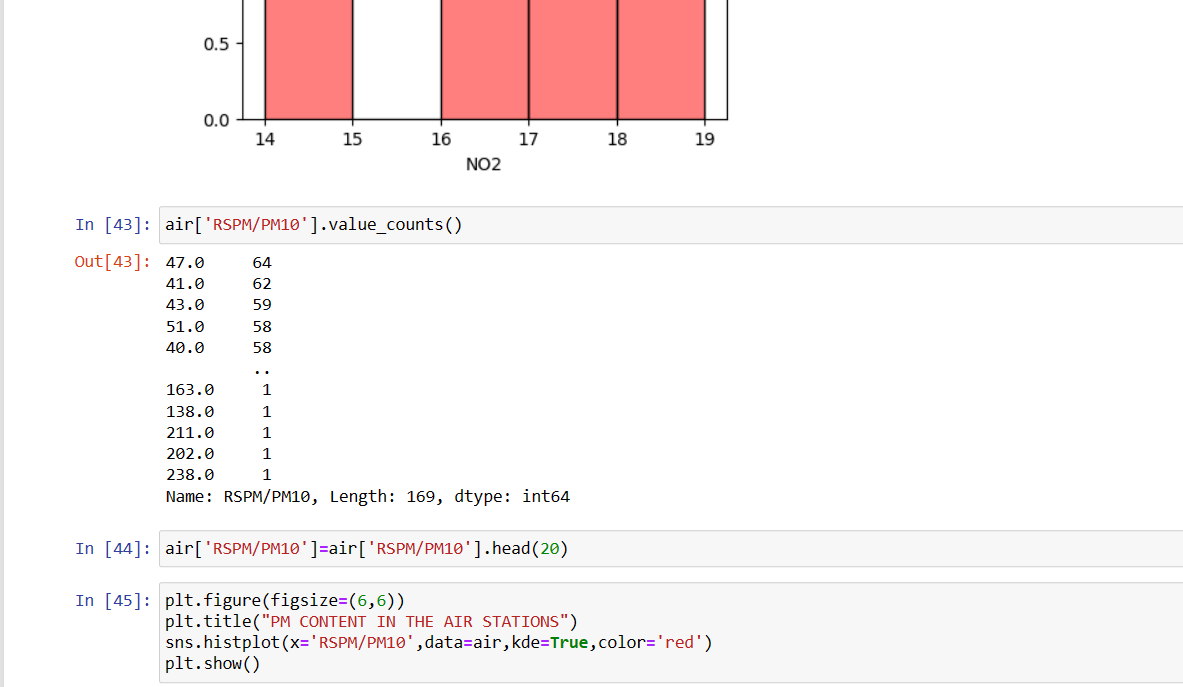 0.5
0.0
14 15 16 17 18 19
NO2
In [43]: air['RSPM/PM10'].value_counts()
Out[43]: 47.0 64
41.0 62
43.0 59
51.0 58
40.0 58
..
163.0 1
138.0 1
211.0 1
202.0 1
238.0 1
Name: RSPM/PM10, Length: 169, dtype: int64
In [44]: air['RSPM/PM10']=air['RSPM/PM10'].head(20)
In [45]: plt.figure(figsize=(6,6))
plt.title("PM CONTENT IN THE AIR STATIONS")
sns.histplot(x='RSPM/PM10',data=air,kde=True,color='red')
plt.show()